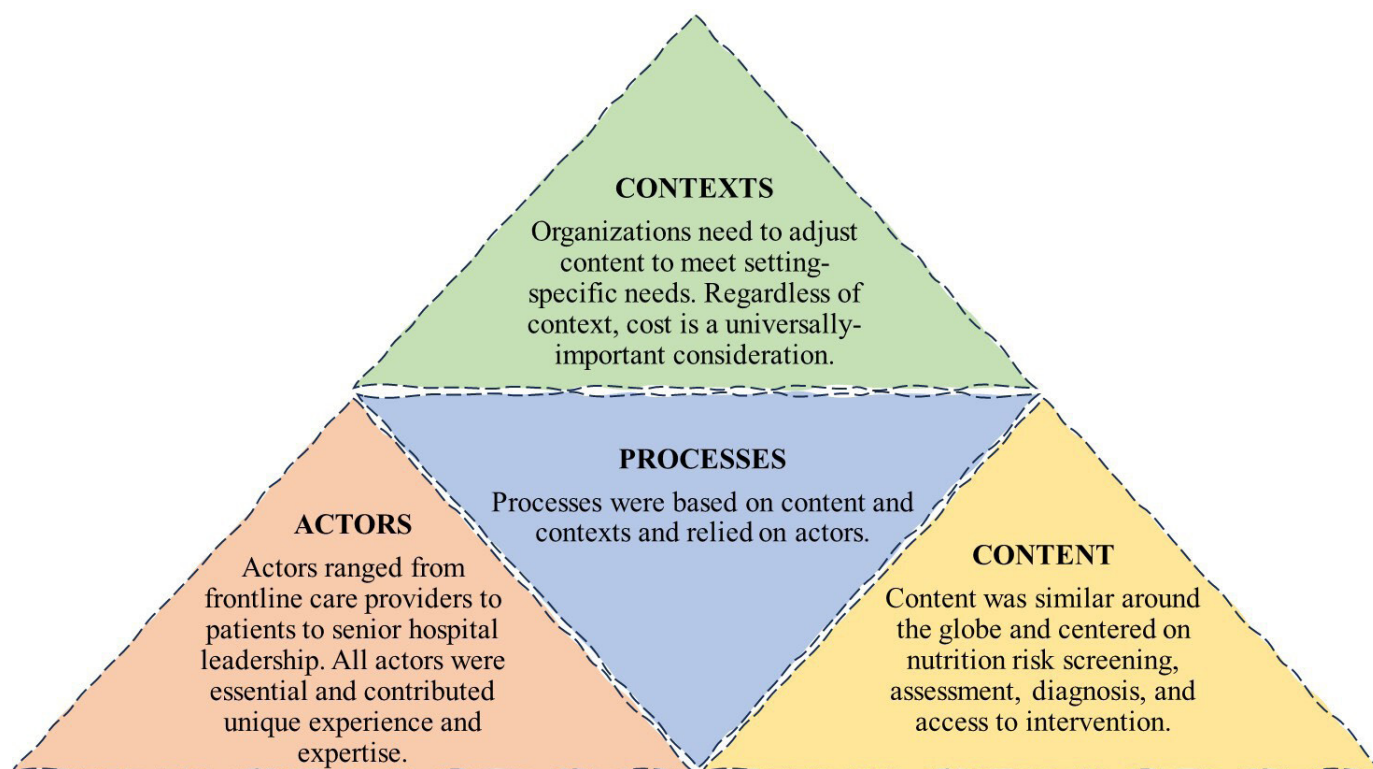 CONTEXTS
Organizations need to adjust
content to meet setting-
specific needs. Regardless of
context, cost is a universally-
important consideration.
PROCESSES
Processes were based on content and
contexts and relied on actors.
ACTORS
Actors ranged from
frontline care providers to
patients to senior hospital
leadership. All actors were
essential and contributed
unique experience and
expertise.
CONTENT
Content was similar around
the globe and centered on
nutrition risk screening,
assessment, diagnosis, and
access to intervention.